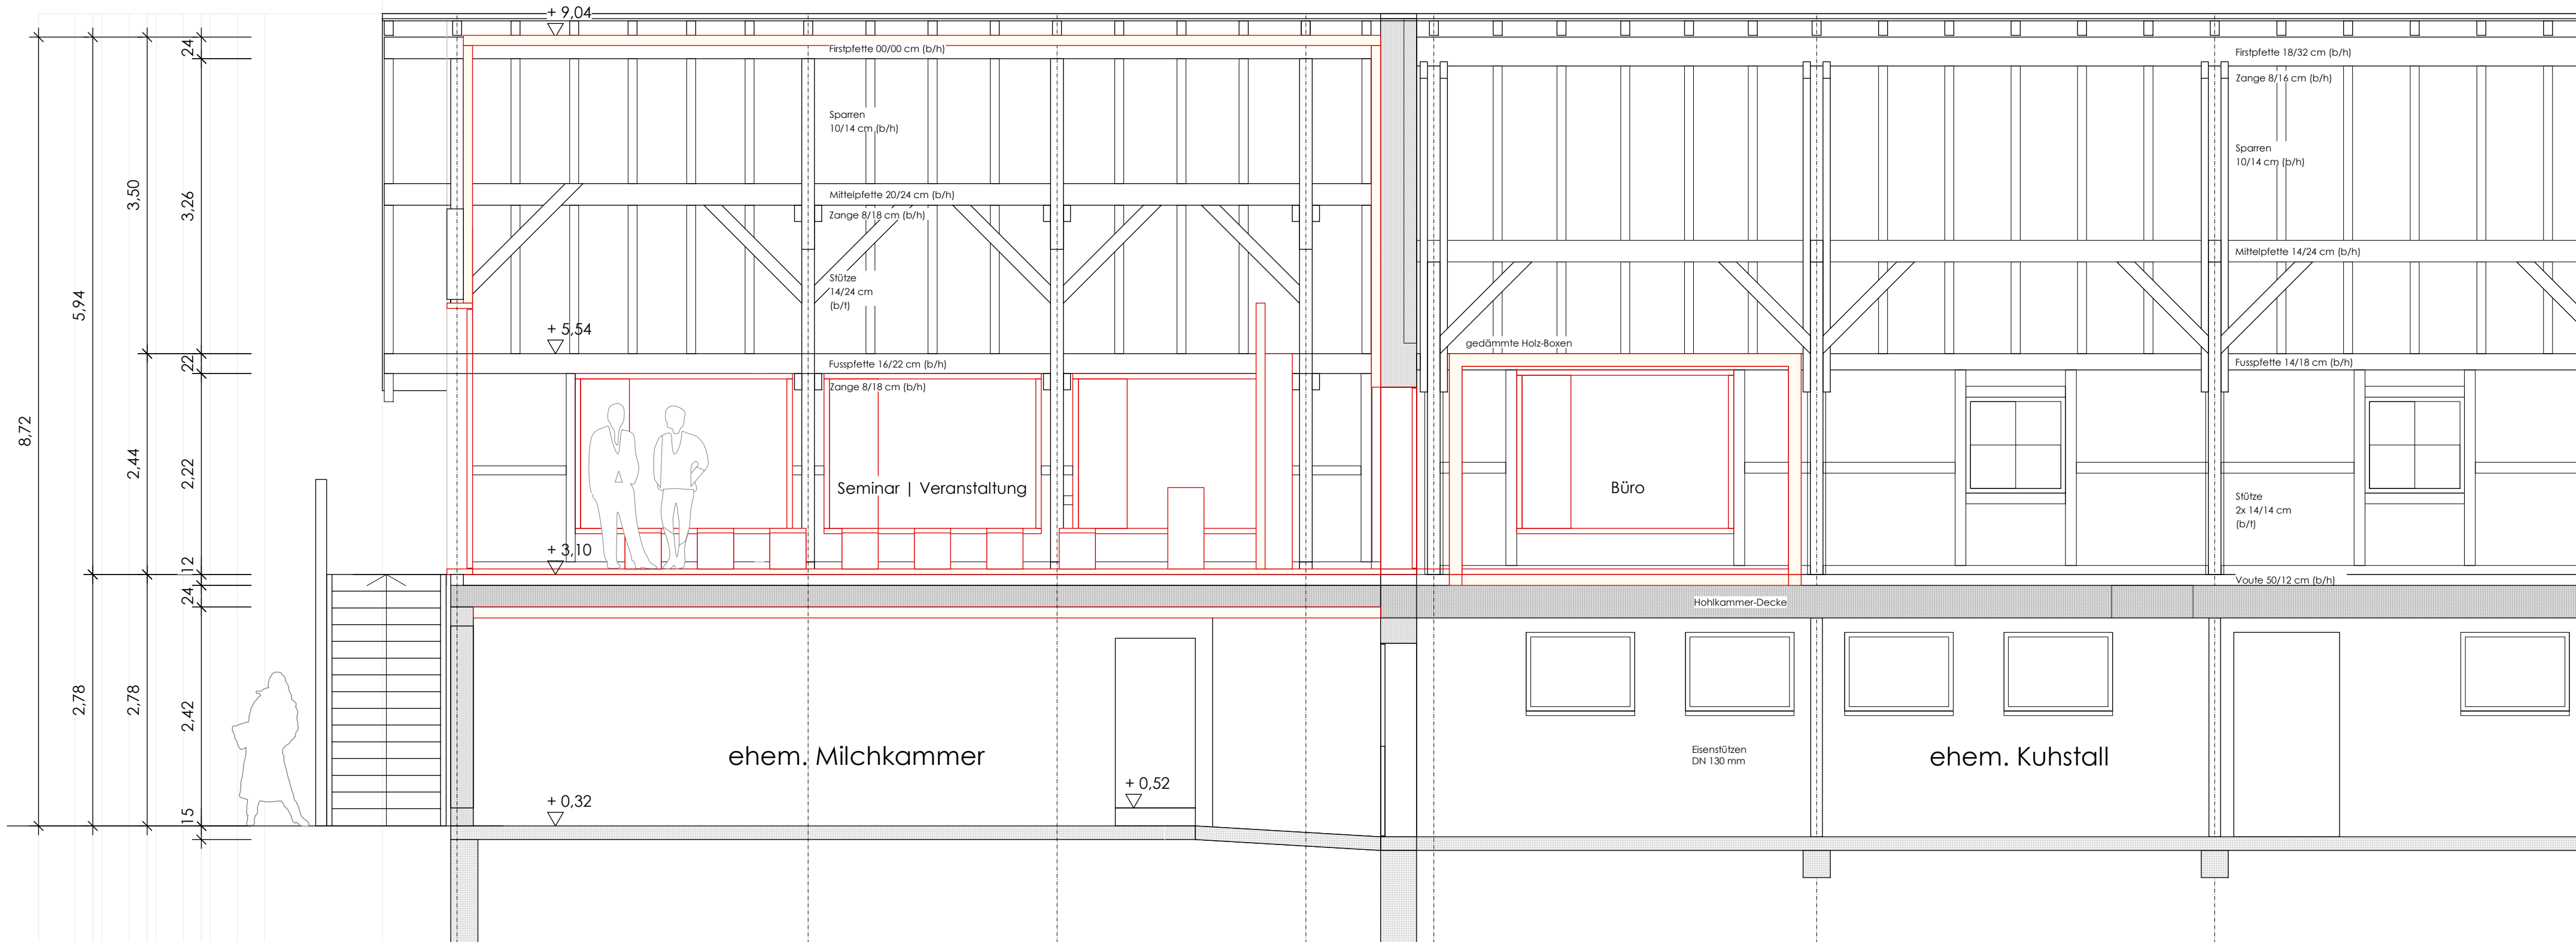 + 9,04
24
Firstpfette 00/00 cm (b/h)
Firstpfette 18/32 cm (b/h)
Zange 8/16 cm (b/h)
Sparren
10/14 cm (b/h)
Sparren
10/14 cm (b/h)
3,50
3,26
Mittelpfette 20/24 cm (b/h)
Zange 8/18 cm (b/h)
Mittelpfette 14/24 cm (b/h)
Stütze
14/24 cm
(b/t)
5,94
+ 5,54
gedämmte Holz-Boxen
22
Fusspfette 16/22 cm (b/h)
Fusspfette 14/18 cm (b/h)
Zange 8/18 cm (b/h)
8,72
2,44
2,22
Seminar | Veranstaltung
Büro
Stütze
2x 14/14 cm
(b/t)
+ 3,10
12
Voute 50/12 cm (b/h)
24
Hohlkammer-Decke
2,78
2,78
2,42
ehem. Milchkammer
Eisenstützen
DN 130 mm
ehem. Kuhstall
+ 0,52
+ 0,32
15